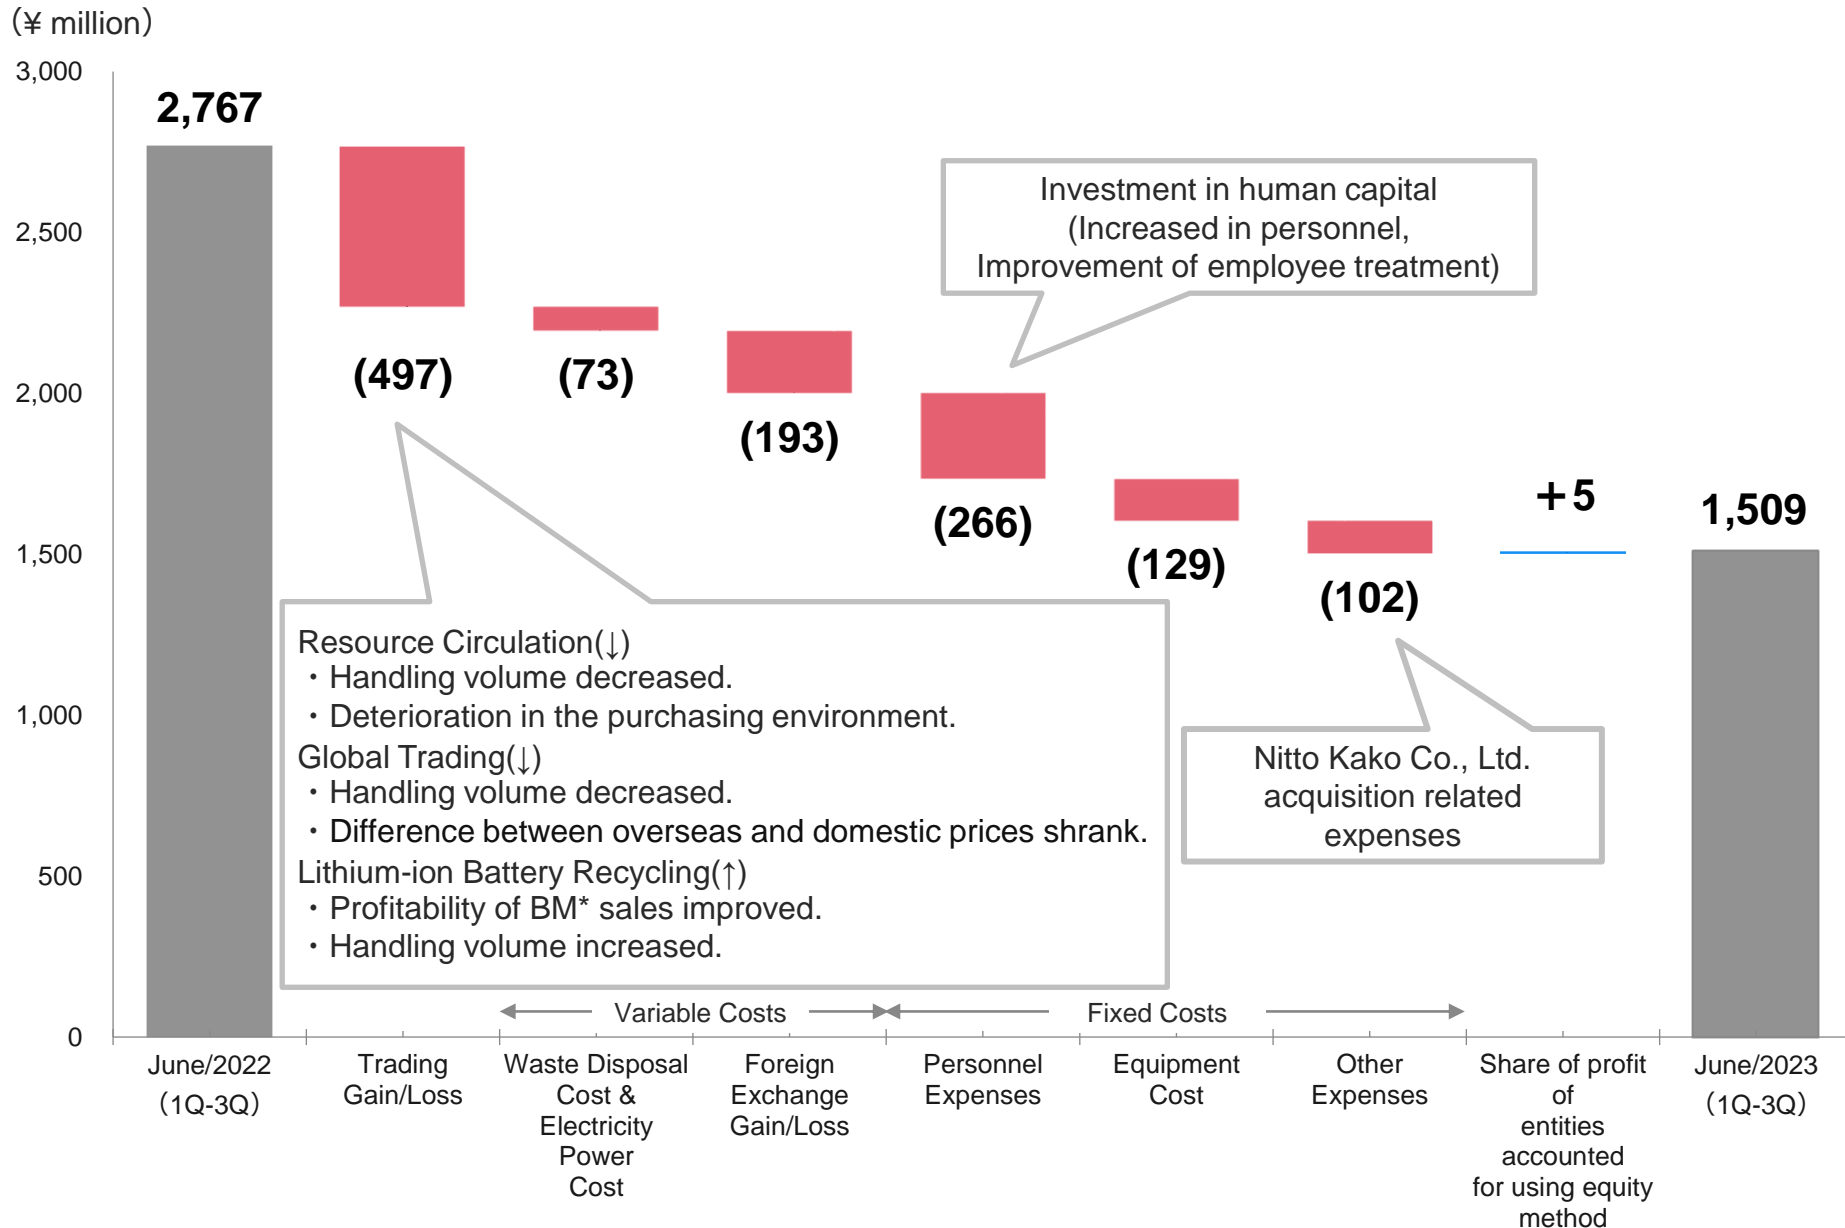 (¥ million)
3,000
2,500
2,000
1,500
1,000
500
0
2,767
(497)
(73)
(193)
(266)
(129)
(102)
＋5
1,509
Investment in human capital
(Increased in personnel,
Improvement of employee treatment)
Resource Circulation(↓)
・Handling volume decreased.
・Deterioration in the purchasing environment.
Global Trading(↓)
・Handling volume decreased.
・Difference between overseas and domestic prices shrank.
Lithium-ion Battery Recycling(↑)
・Profitability of BM* sales improved.
・Handling volume increased.
Nitto Kako Co., Ltd.
acquisition related
expenses
Variable Costs
Fixed Costs
June/2022
（1Q-3Q）
Trading
Gain/Loss
Waste Disposal
Cost &
Electricity
Power
Cost
Foreign
Exchange
Gain/Loss
Personnel
Expenses
Equipment
Cost
Other
Expenses
Share of profit
of
entities
accounted
for using equity
method
June/2023
（1Q-3Q）